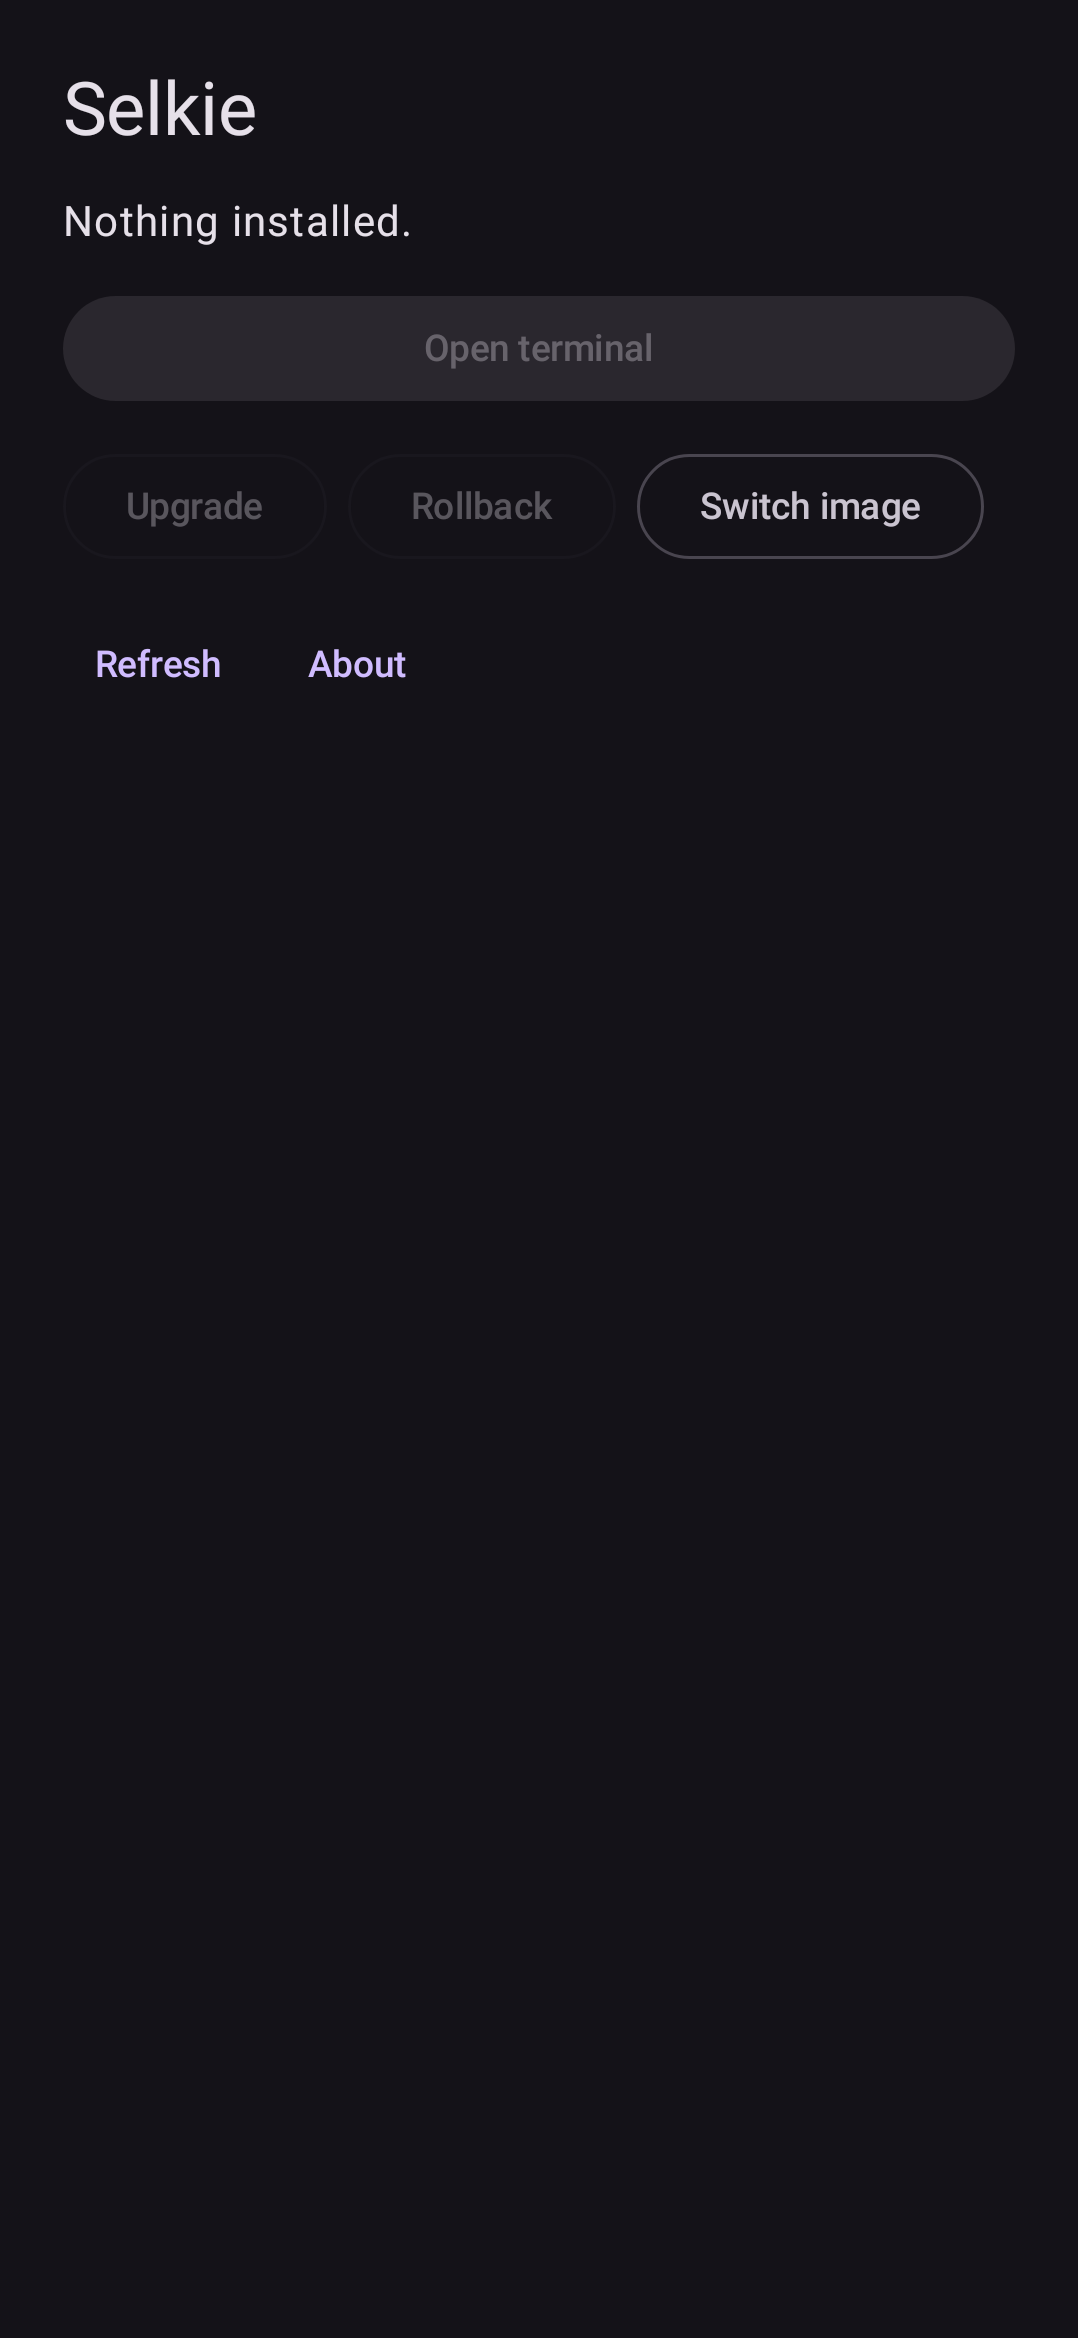 Selkie
Nothing installed.
Open terminal
Upgrade Rollback Switch image
Refresh About